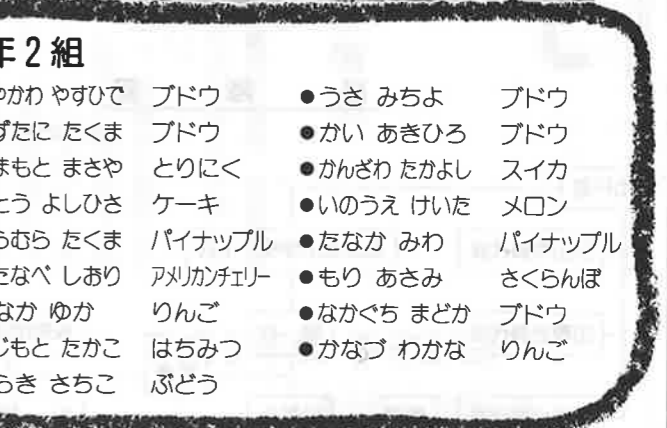 年2組
やかわ やすひで ブドウ
ずたに たくま ブドウ
まもと まさや とりにく
とう よしひさ ケーキ
らむら たくま パイナップル
たなべ しおり アメリカンチェリー
なか ゆか りんご
じもと たかこ はちみつ
らき さちこ ぶどう
●うさ みちよ ブドウ
●かい あきひろ ブドウ
●かんざわ たかよし スイカ
●いのうえ けいた メロン
●たなか みわ パイナップル
●もり あさみ さくらんぼ
●なかぐち まどか ブドウ
●かなづ わかな りんご